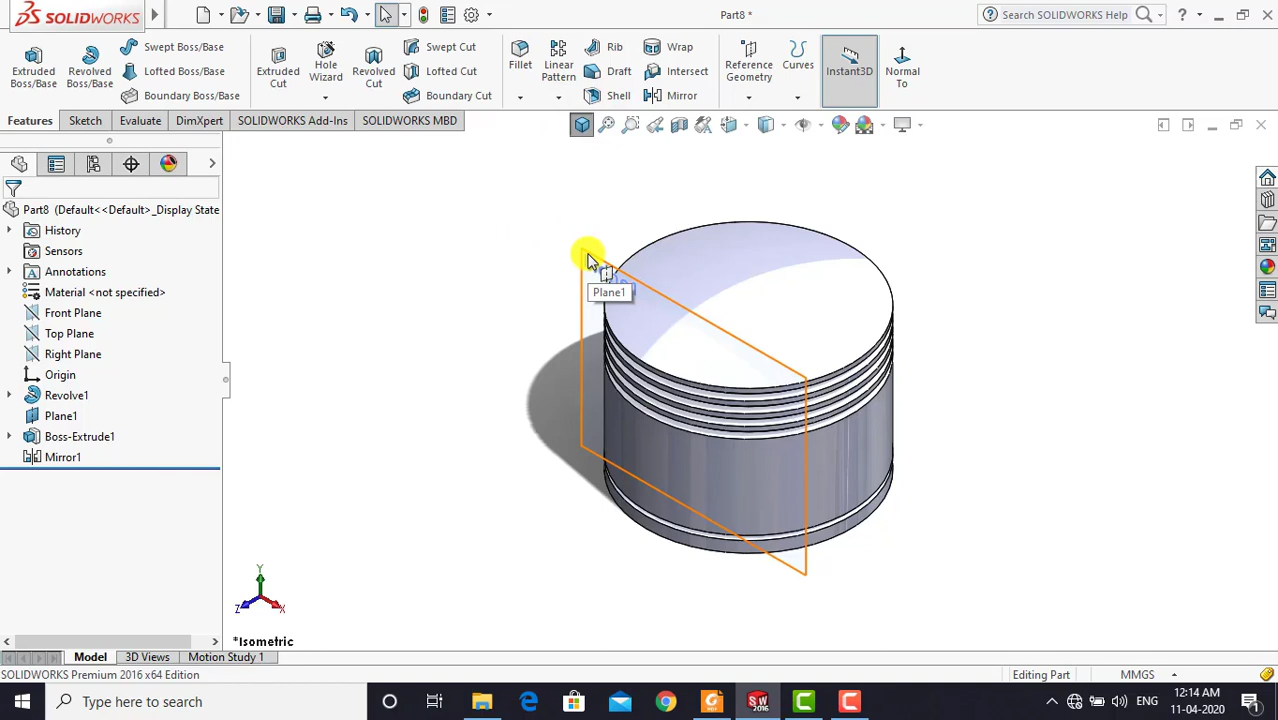 SOLIDWORKS
Part8 *
Search SOLIDWORKS Help
Extruded Boss/Base
Revolved Boss/Base
Swept Boss/Base
Lofted Boss/Base
Boundary Boss/Base
Extruded Cut
Hole Wizard
Revolved Cut
Swept Cut
Lofted Cut
Boundary Cut
Fillet
Linear Pattern
Rib
Draft
Shell
Wrap
Intersect
Mirror
Reference Geometry
Curves
Instant3D
Normal To
Features
Sketch
Evaluate
DimXpert
SOLIDWORKS Add-Ins
SOLIDWORKS MBD
Part8 (Default<<Default>_Display State
History
Sensors
Annotations
Material <not specified>
Front Plane
Top Plane
Right Plane
Origin
Revolve1
Plane1
Boss-Extrude1
Mirror1
Plane1
Y
Z
X
*Isometric
Model
3D Views
Motion Study 1
SOLIDWORKS Premium 2016 x64 Edition
Editing Part
MMGS
Type here to search
SW
2016
ENG
12:14 AM
11-04-2020